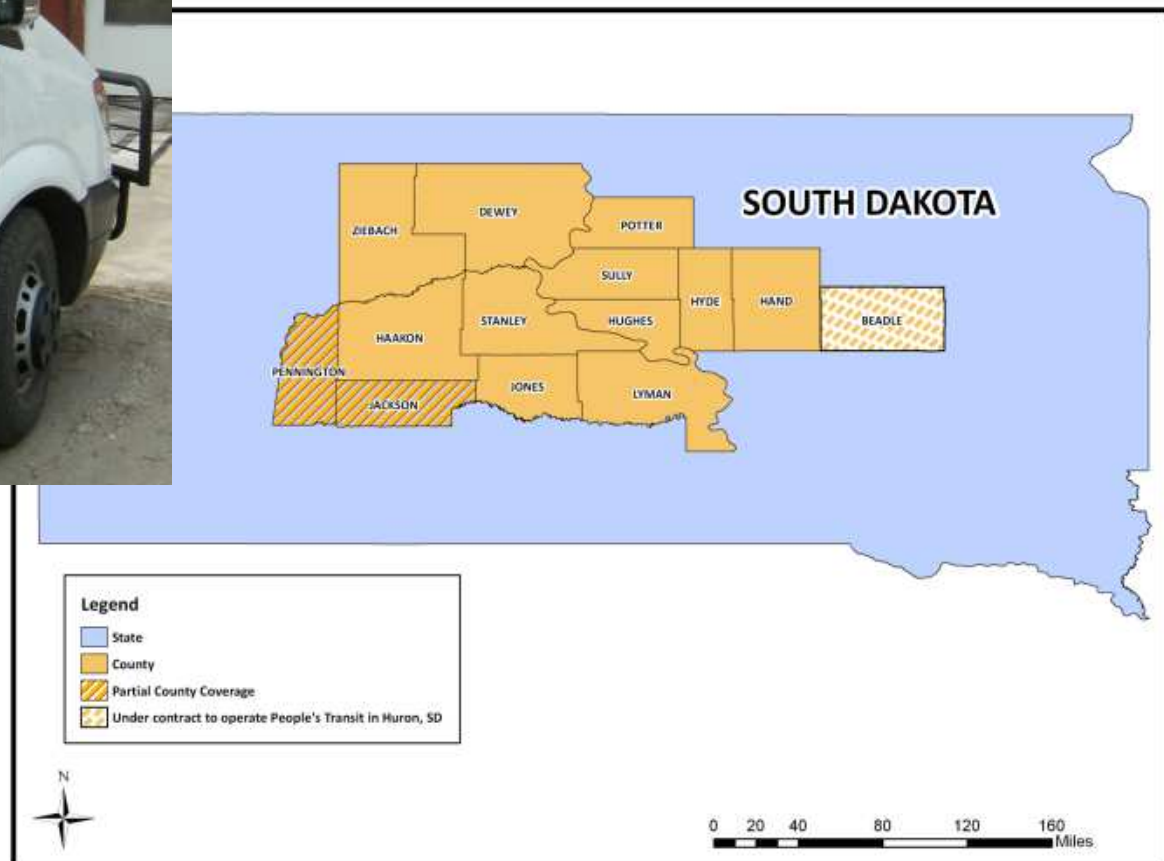 SOUTH DAKOTA
DEWEY
ZIEBACH
POTTER
SULLY
HYDE
HAND
STANLEY
HUGHES
BEADLE
HAAKON
PENNINGTON
JACKSON
JONES
LYMAN
Legend
State
County
Partial County Coverage
Under contract to operate People's Transit in Huron, SD
N
0 20 40 80 120 160
Miles